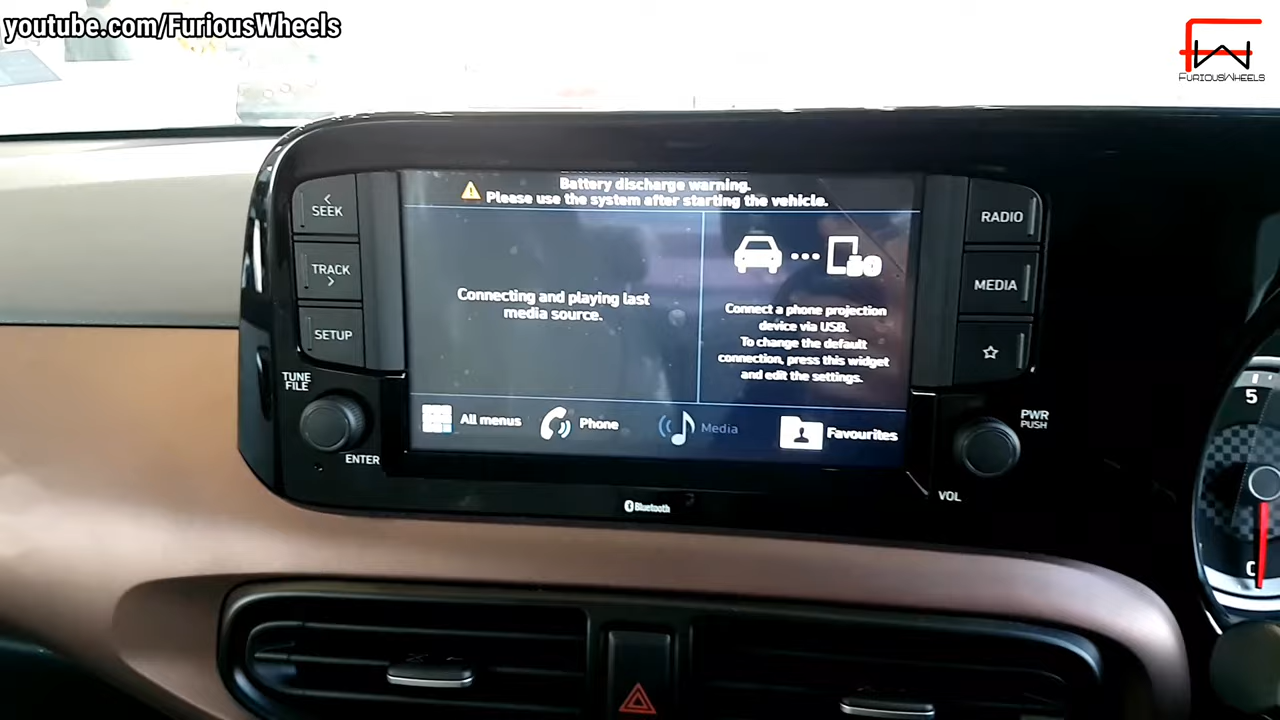 youtube.com/FuriousWheels
FW
FuriousWheels
Battery discharge warning.
Please use the system after starting the vehicle.
SEEK
TRACK
SETUP
TUNE
FILE
ENTER
Connecting and playing last
media source.
Connect a phone projection
device via USB.
To change the default
connection, press this widget
and edit the settings.
All menus
Phone
Media
Favourites
RADIO
MEDIA
PWR
PUSH
VOL
Bluetooth
5